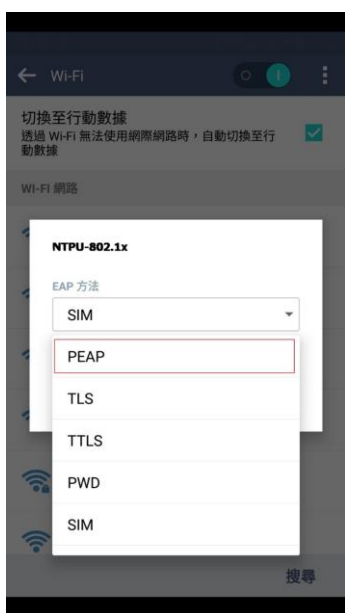 Wi-Fi
切換至行動數據
透過 Wi-Fi 無法使用網際網路時，自動切換至行
動數據
WI-FI 網路
NTPU-802.1x
EAP 方法
SIM
PEAP
TLS
TTLS
PWD
SIM
搜尋